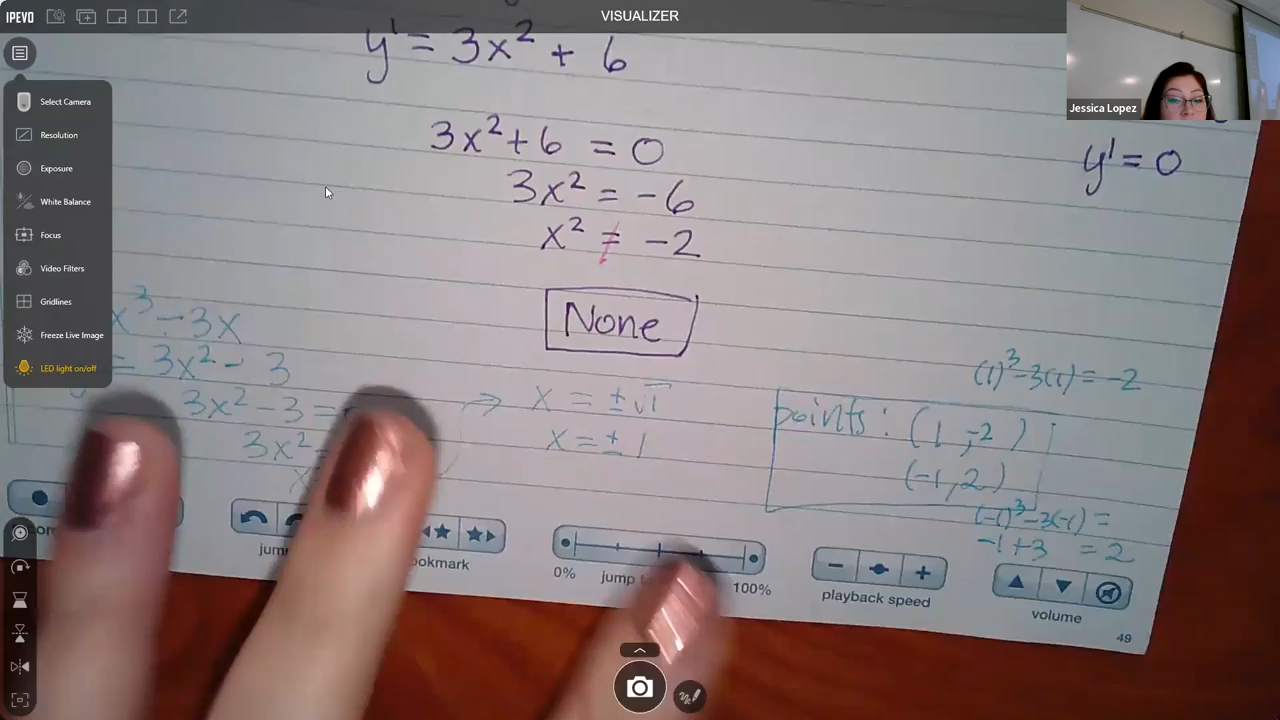 IPEVO
VISUALIZER
Select Camera
Resolution
Exposure
White Balance
Focus
Video Filters
Gridlines
Freeze Live Image
LED light on/off
Jessica Lopez
y' = 3x² + 6
3x² + 6 = 0
3x² = -6
x² ≠ -2
y' = 0
None
x³ - 3x
= 3x² - 3
3x² - 3 =
3x²
→ x = ±√1
x = ±1
(1)³-3(1) = -2
points: (1, -2)
(-1, 2)
(-1)³-3(-1) =
-1+3 = 2
0%
100%
playback speed
volume
49